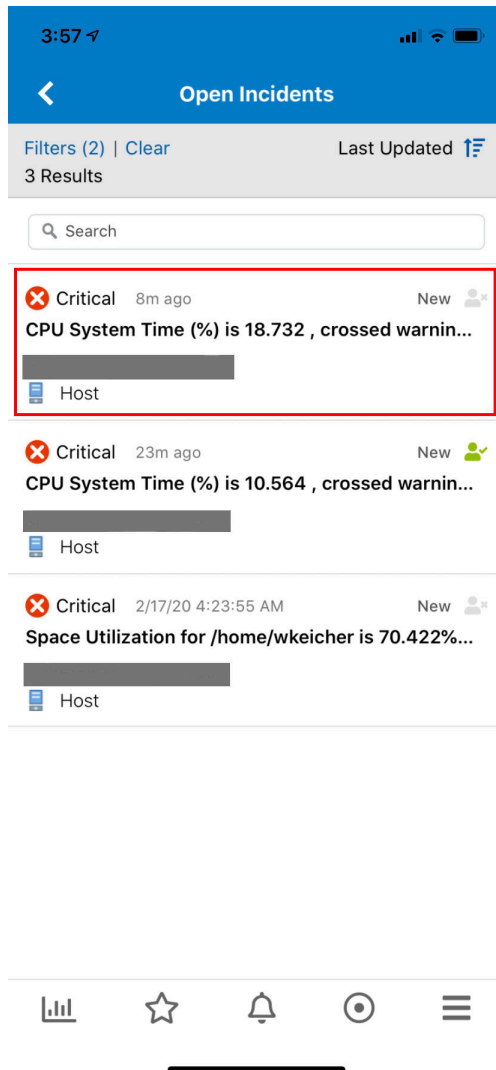 3:57
Open Incidents
Filters (2) | Clear
Last Updated
3 Results
Search
Critical 8m ago New
CPU System Time (%) is 18.732 , crossed warnin...
Host
Critical 23m ago New
CPU System Time (%) is 10.564 , crossed warnin...
Host
Critical 2/17/20 4:23:55 AM New
Space Utilization for /home/wkeicher is 70.422%...
Host